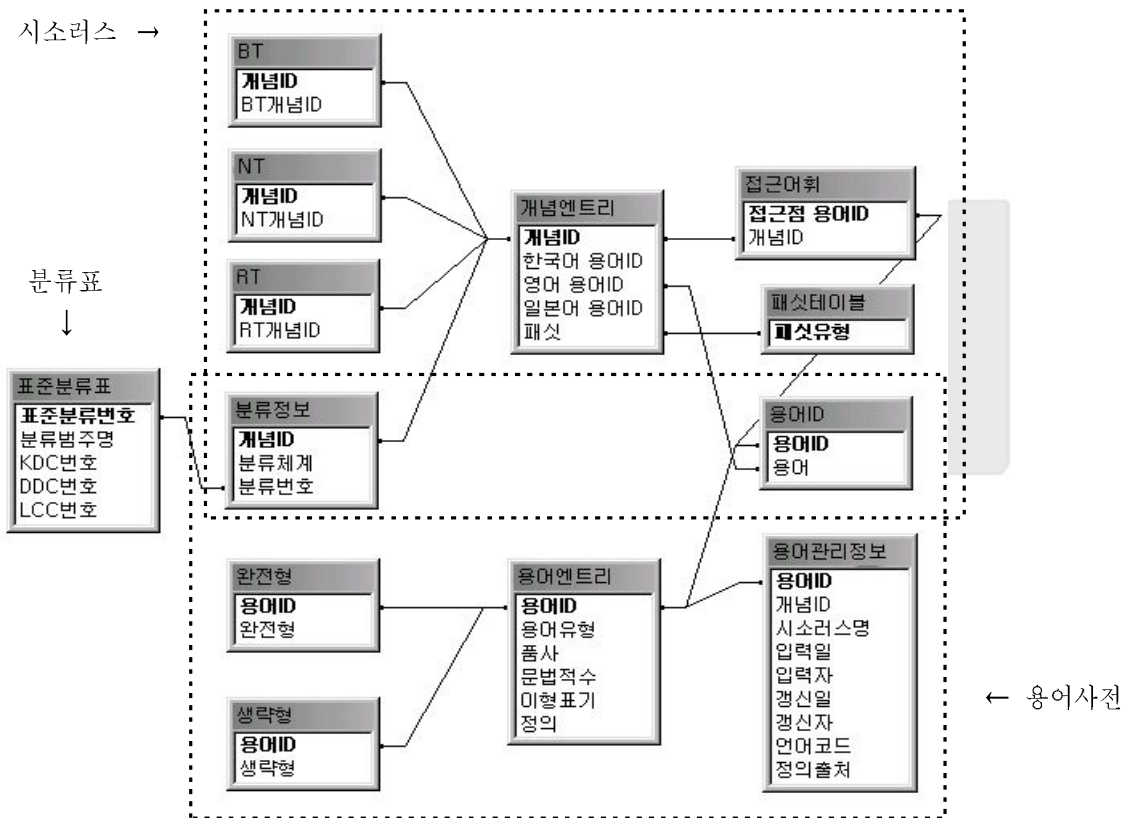 시소러스 →
BT
개념ID
BT개념ID
NT
개념ID
NT개념ID
RT
개념ID
RT개념ID
개념엔트리
개념ID
한국어 용어ID
영어 용어ID
일본어 용어ID
패싯
접근어휘
접근점 용어ID
개념ID
패싯테이블
패싯유형
분류표
↓
표준분류표
표준분류번호
분류범주명
KDC번호
DDC번호
LCC번호
분류정보
개념ID
분류체계
분류번호
용어ID
용어ID
용어
완전형
용어ID
완전형
생략형
용어ID
생략형
용어엔트리
용어ID
용어유형
품사
문법적수
이형표기
정의
용어관리정보
용어ID
개념ID
시소러스명
입력일
입력자
갱신일
갱신자
언어코드
정의출처
← 용어사전